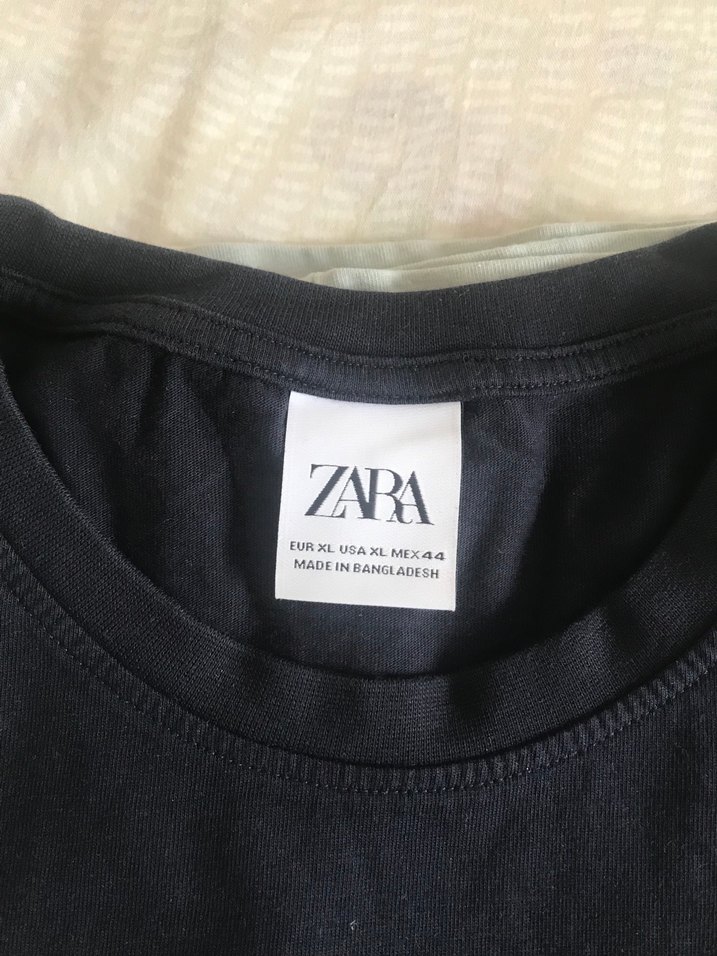 ZARA
EUR XL USA XL MEX 44
MADE IN BANGLADESH